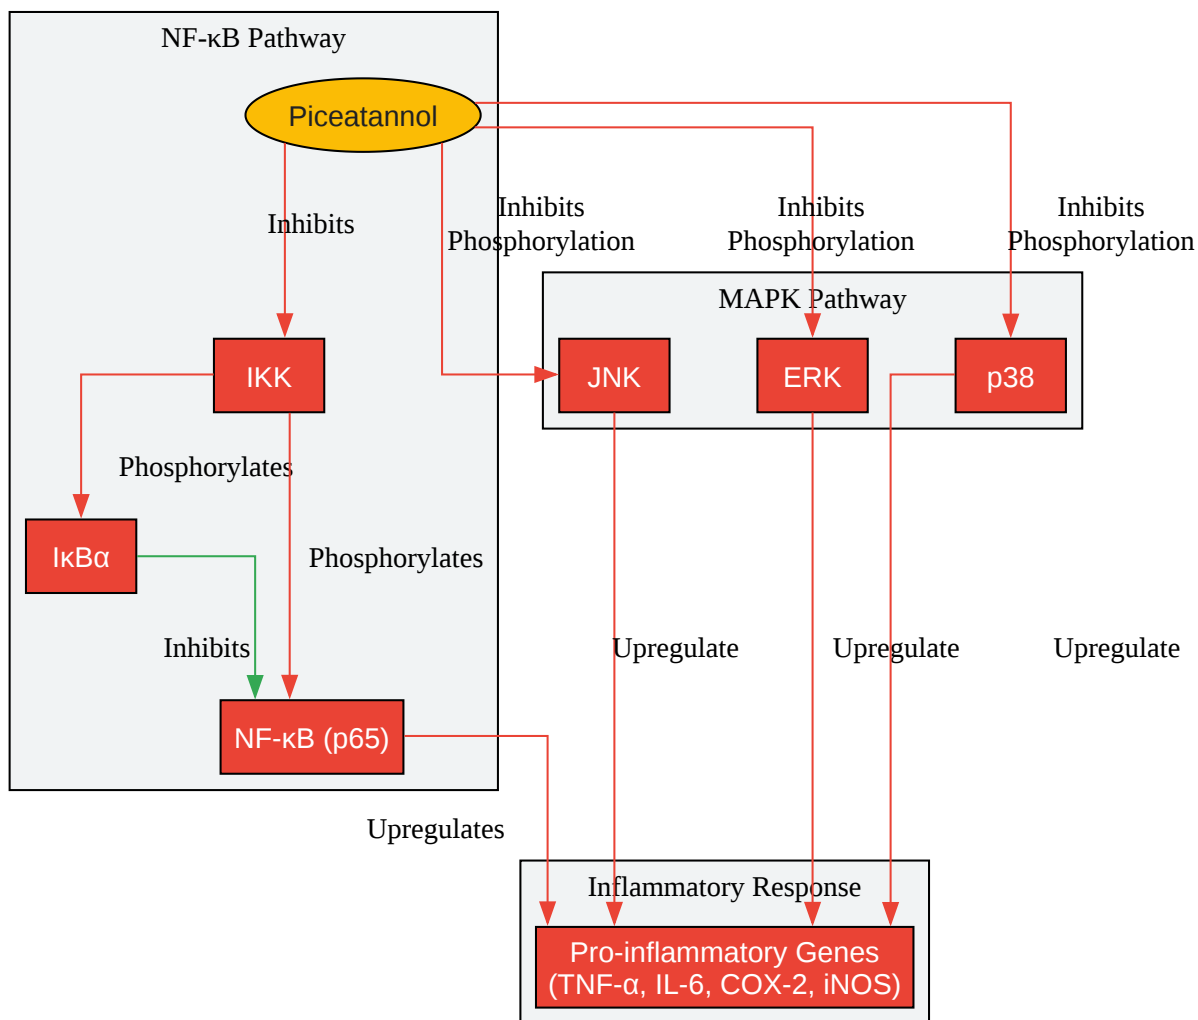 NF-κB Pathway
Piceatannol
Inhibits
Inhibits
Phosphorylation
Inhibits
Phosphorylation
Inhibits
Phosphorylation
MAPK Pathway
IKK
JNK
ERK
p38
Phosphorylates
IκBα
Phosphorylates
Inhibits
Upregulate
Upregulate
Upregulate
NF-κB (p65)
Upregulates
Inflammatory Response
Pro-inflammatory Genes
(TNF-α, IL-6, COX-2, iNOS)